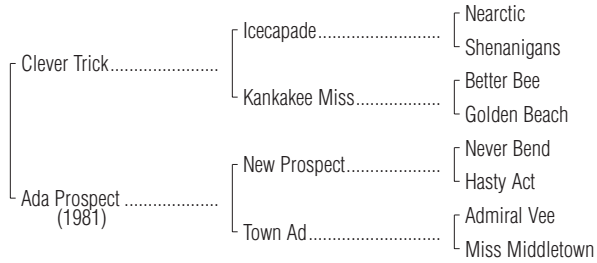 Nearctic
Icecapade..........................
Shenanigans
Clever Trick.......................
Better Bee
Kankakee Miss..................
Golden Beach
Never Bend
New Prospect....................
Hasty Act
Ada Prospect ....................
(1981)
Admiral Vee
Town Ad............................
Miss Middletown